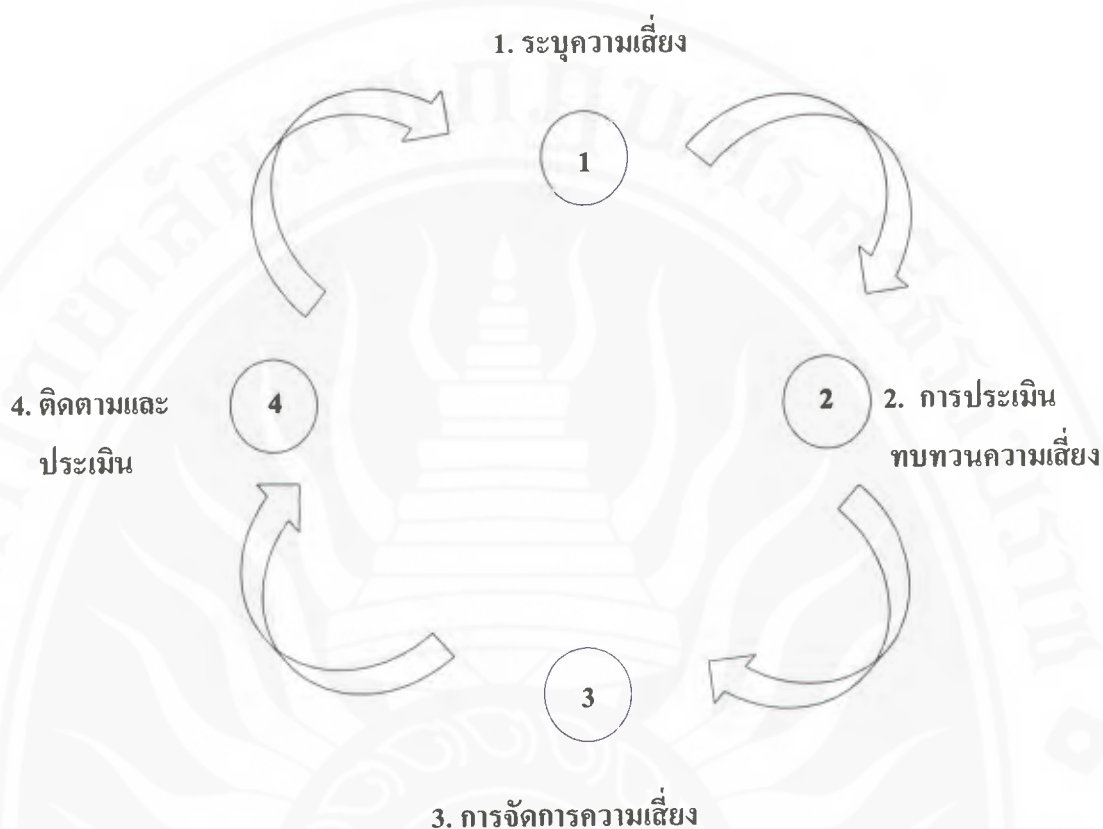 1. ระบุความเสี่ยง
1
2
2. การประเมิน
ทบทวนความเสี่ยง
3
3. การจัดการความเสี่ยง
4. ติดตามและ
ประเมิน
4